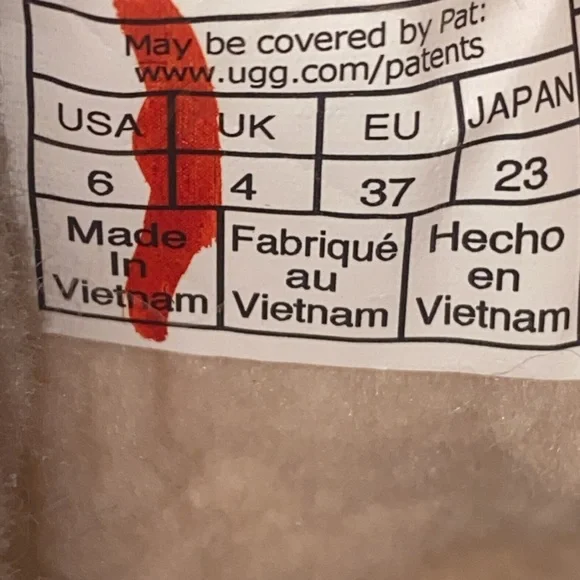 May be covered by Pat:
www.ugg.com/patents
USA UK EU JAPAN
6 4 37 23
Made Fabriqué Hecho
In au en
Vietnam Vietnam Vietnam